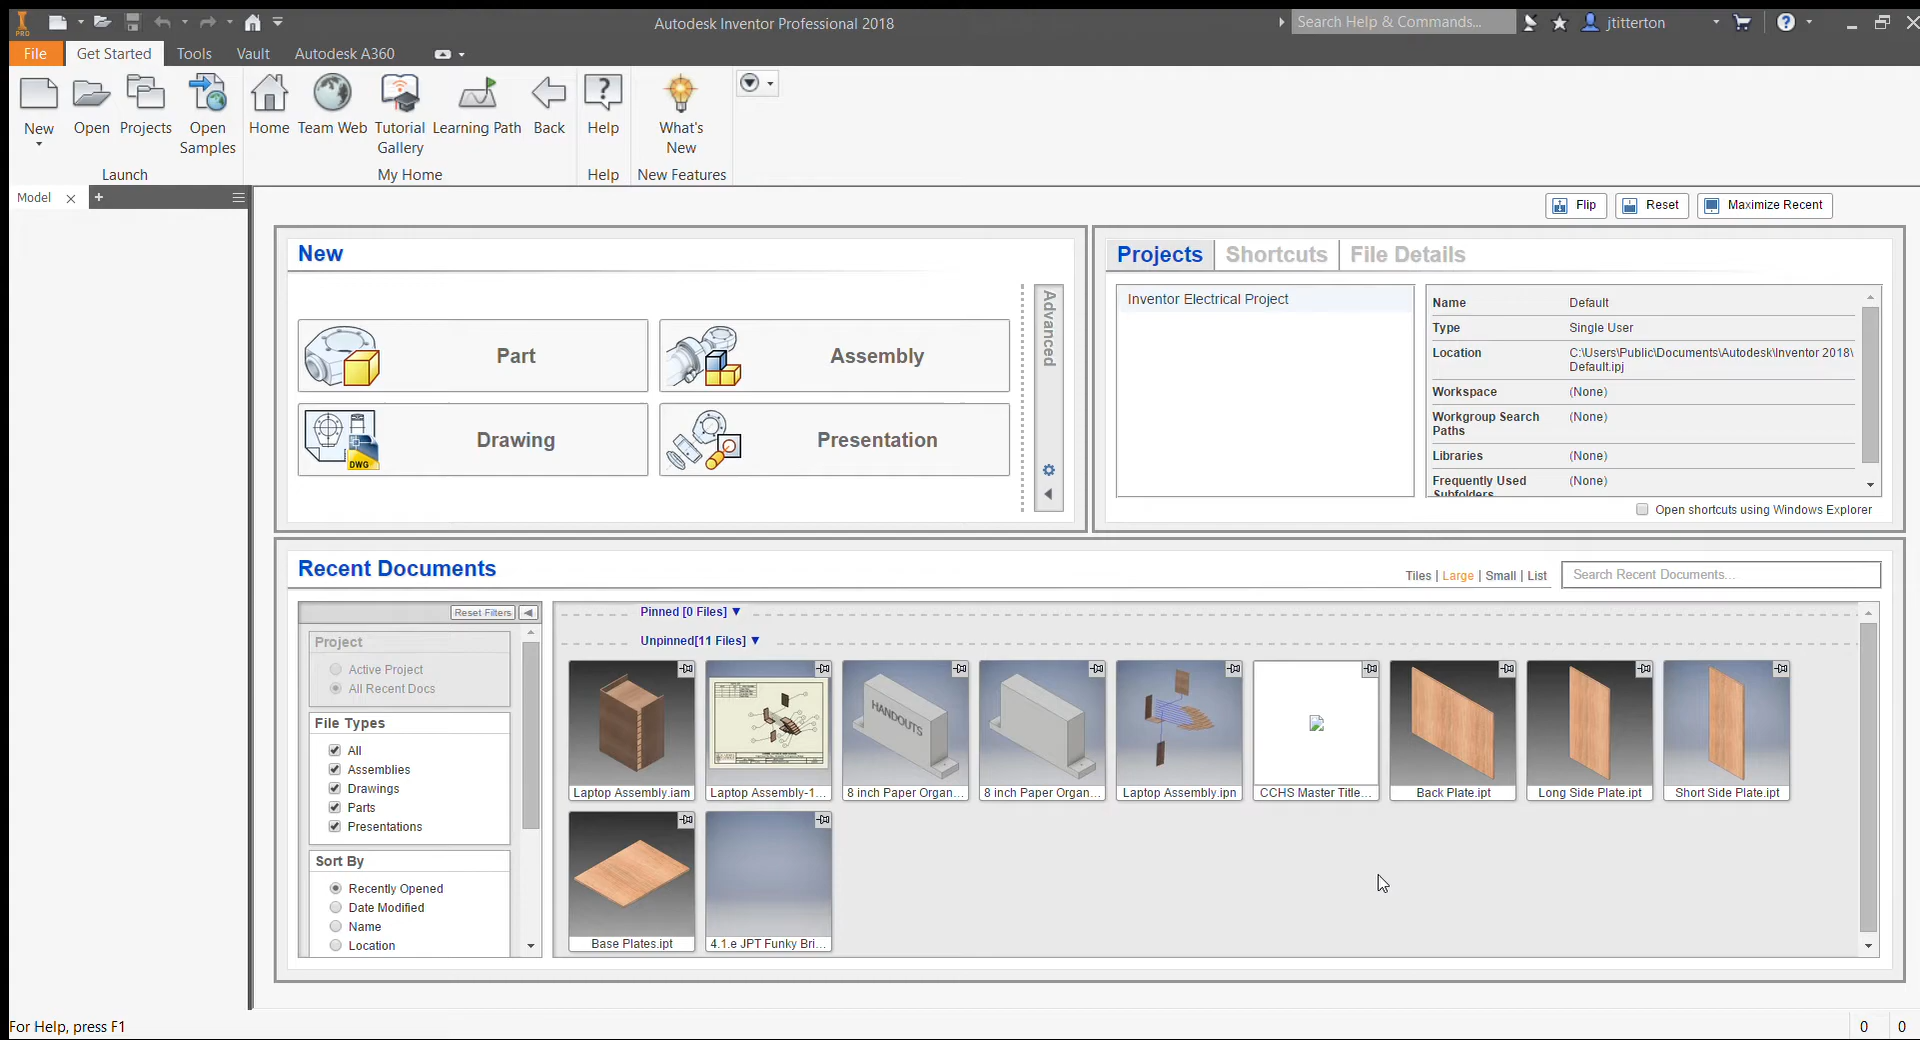 PRO
Autodesk Inventor Professional 2018
Search Help & Commands...
jtitterton
File
Get Started
Tools
Vault
Autodesk A360
New
Open
Projects
Open
Samples
Home
Team Web
Tutorial
Gallery
Learning Path
Back
Help
What's
New
Launch
My Home
Help
New Features
Model
Flip
Reset
Maximize Recent
New
Part
Assembly
Drawing
DWG
Presentation
Advanced
Projects
Shortcuts
File Details
Inventor Electrical Project
Name Default
Type Single User
Location C:\Users\Public\Documents\Autodesk\Inventor 2018\
Default.ipj
Workspace (None)
Workgroup Search (None)
Paths
Libraries (None)
Frequently Used (None)
Subfolders
Open shortcuts using Windows Explorer
Recent Documents
Tiles | Large | Small | List
Search Recent Documents...
Reset Filters
Project
Active Project
All Recent Docs
File Types
All
Assemblies
Drawings
Parts
Presentations
Sort By
Recently Opened
Date Modified
Name
Location
Pinned [0 Files]
Unpinned[11 Files]
HANDOUTS
Laptop Assembly.iam
Laptop Assembly-1...
8 inch Paper Organ...
8 inch Paper Organ...
Laptop Assembly.ipn
CCHS Master Title...
Back Plate.ipt
Long Side Plate.ipt
Short Side Plate.ipt
Base Plates.ipt
4.1.e JPT Funky Bri...
For Help, press F1
0 0